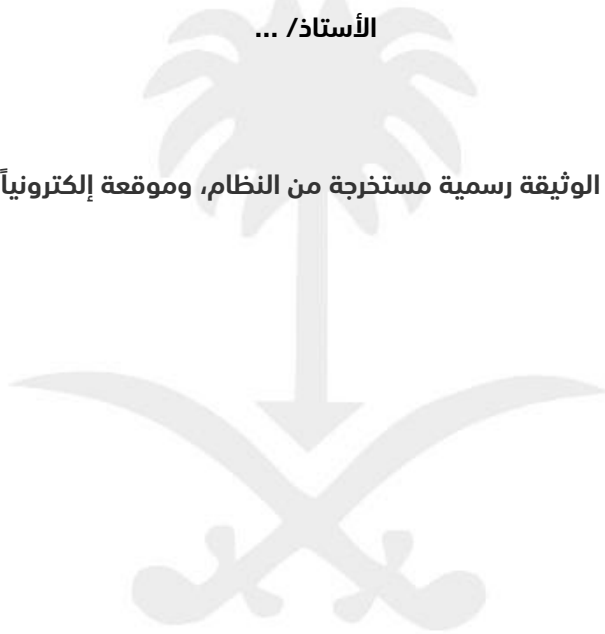 الأستاذ/ ...
الوثيقة رسمية مستخرجة من النظام، وموقعة إلكترونياً